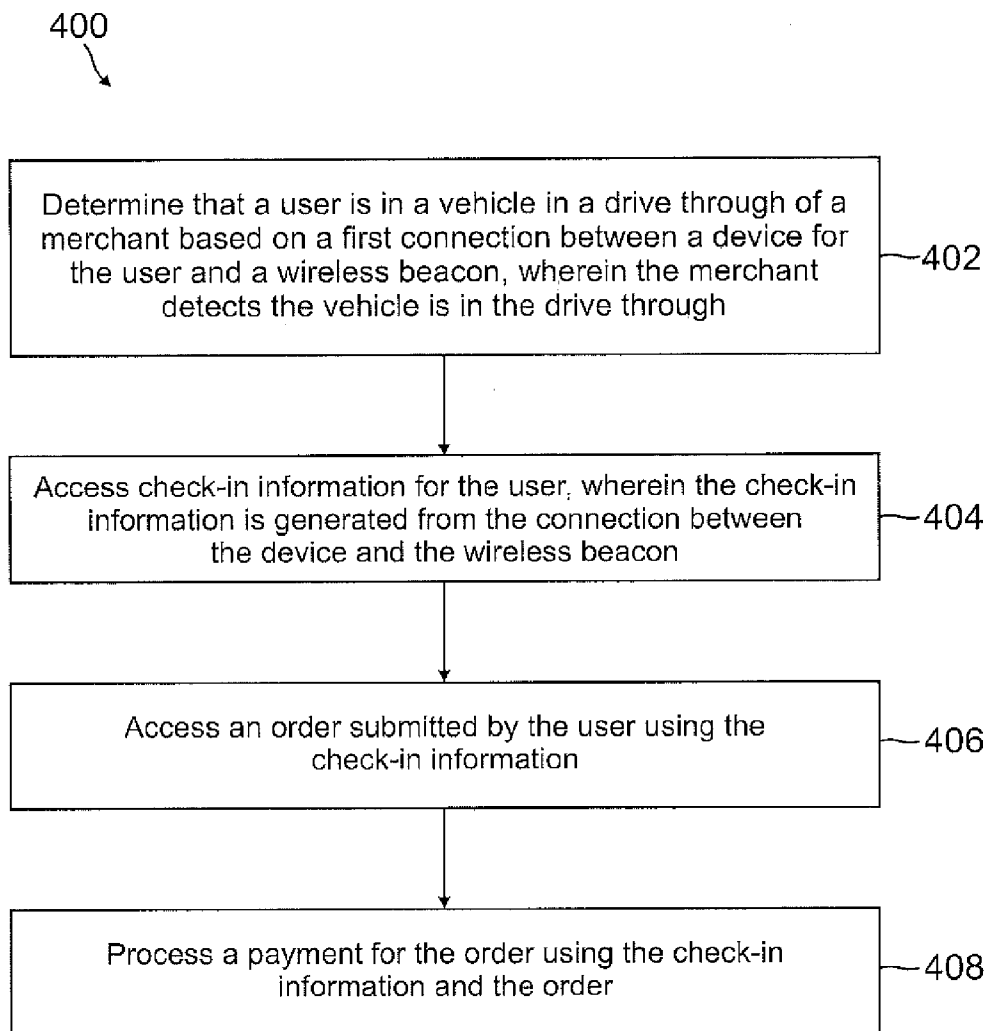 400
Determine that a user is in a vehicle in a drive through of a
merchant based on a first connection between a device for
the user and a wireless beacon, wherein the merchant
detects the vehicle is in the drive through
402
Access check-in information for the user, wherein the check-in
information is generated from the connection between
the device and the wireless beacon
404
Access an order submitted by the user using the
check-in information
406
Process a payment for the order using the check-in
information and the order
408